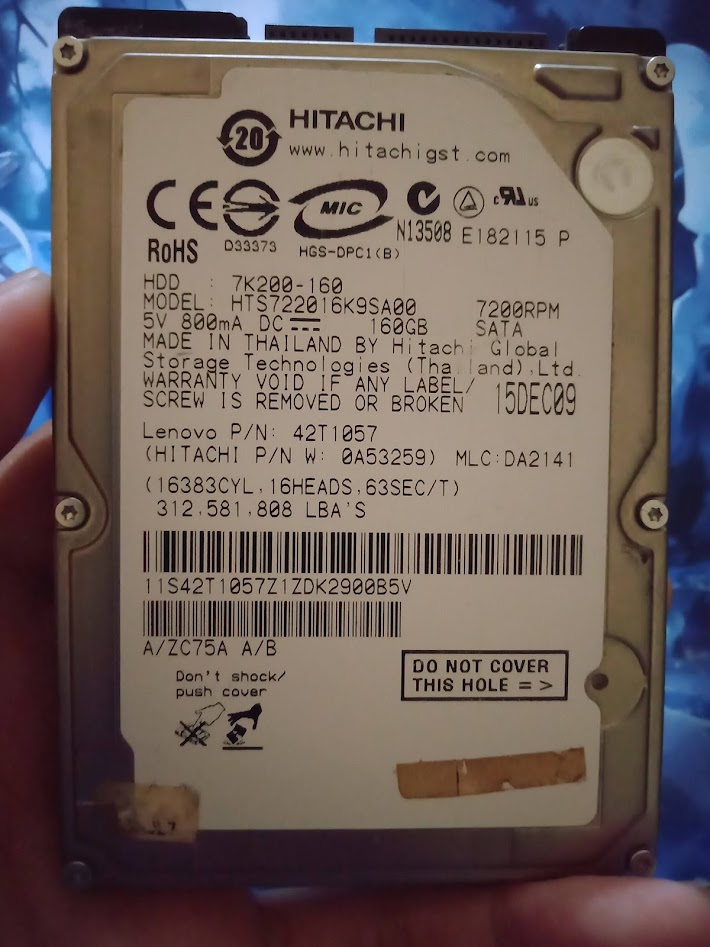 20 HITACHI
www.hitachigst.com
CE MIC c RU us
RoHS D33373 HGS-DPC1(B) N13508 E182115 P
HDD : 7K200-160
MODEL: HTS722016K9SA00 7200RPM
5V 800mA DC 160GB SATA
MADE IN THAILAND BY Hitachi Global
Storage Technologies (Thailand),Ltd.
WARRANTY VOID IF ANY LABEL/
SCREW IS REMOVED OR BROKEN 15DEC09
Lenovo P/N: 42T1057
(HITACHI P/N W: 0A53259) MLC:DA2141
(16383CYL,16HEADS,63SEC/T)
312,581,808 LBA'S
11S42T1057Z1ZDK2900B5V
A/ZC75A A/B
Don't shock/
push cover
DO NOT COVER
THIS HOLE =>